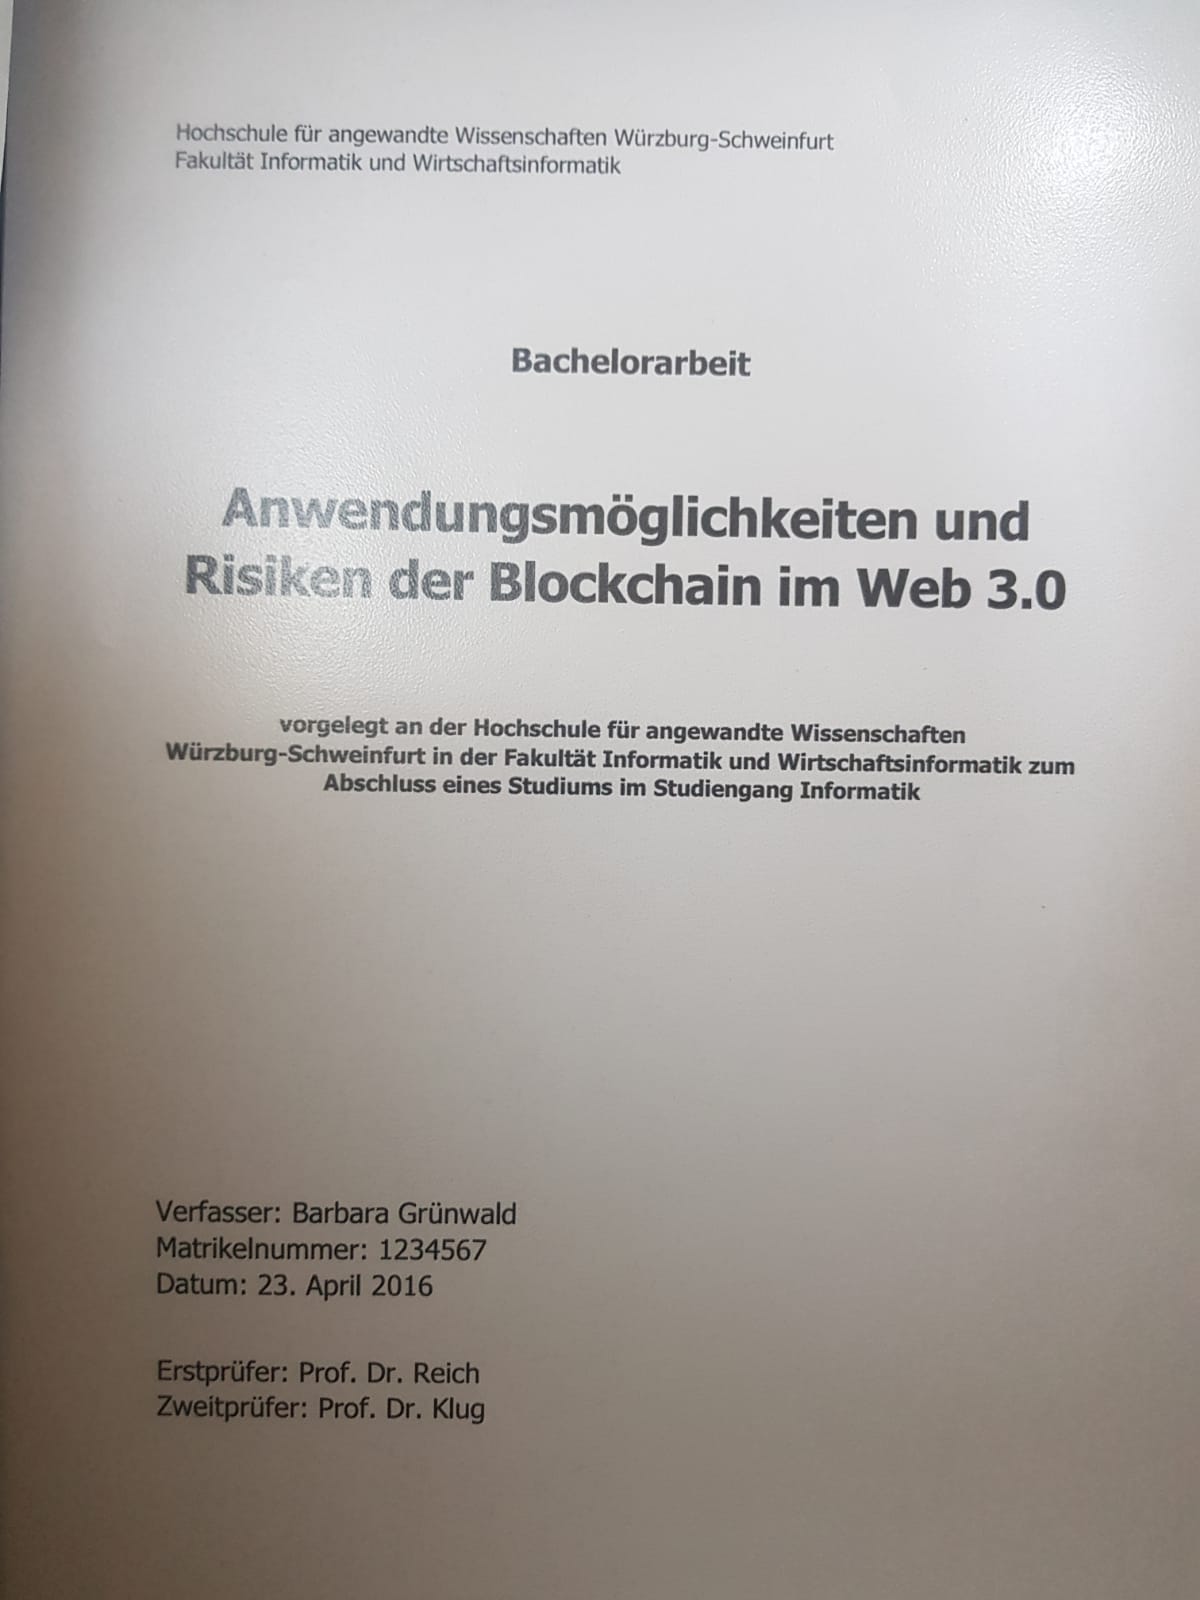 Hochschule für angewandte Wissenschaften Würzburg-Schweinfurt
Fakultät Informatik und Wirtschaftsinformatik
Bachelorarbeit
Anwendungsmöglichkeiten und
Risiken der Blockchain im Web 3.0
vorgelegt an der Hochschule für angewandte Wissenschaften
Würzburg-Schweinfurt in der Fakultät Informatik und Wirtschaftsinformatik zum
Abschluss eines Studiums im Studiengang Informatik
Verfasser: Barbara Grünwald
Matrikelnummer: 1234567
Datum: 23. April 2016
Erstprüfer: Prof. Dr. Reich
Zweitprüfer: Prof. Dr. Klug